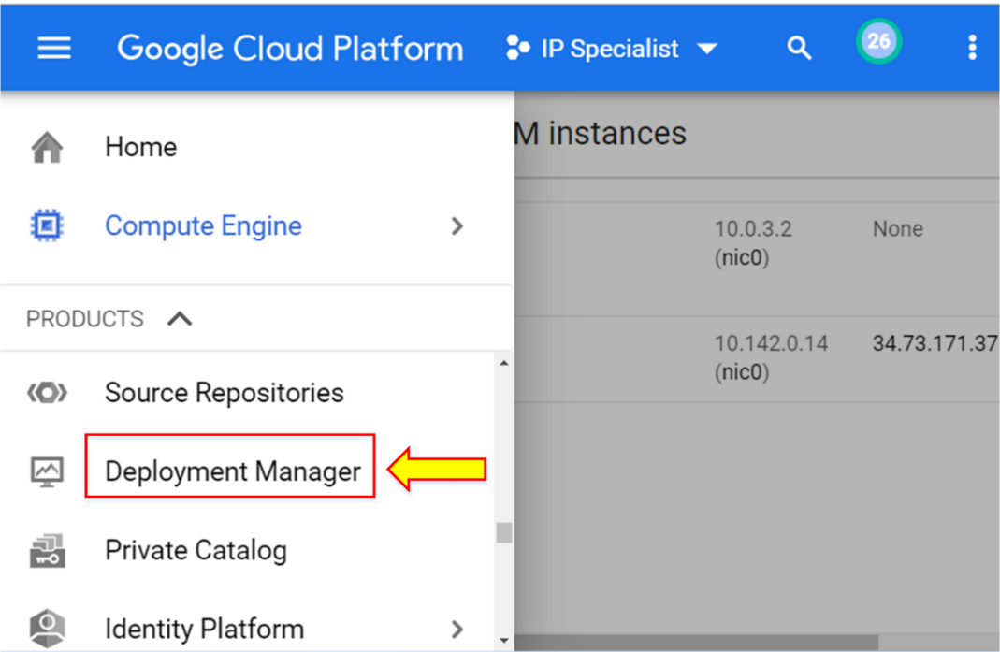 Google Cloud Platform IP Specialist 26
Home
Compute Engine
PRODUCTS
Source Repositories
Deployment Manager
Private Catalog
Identity Platform
M instances
10.0.3.2 None
(nic0)
10.142.0.14 34.73.171.37
(nic0)